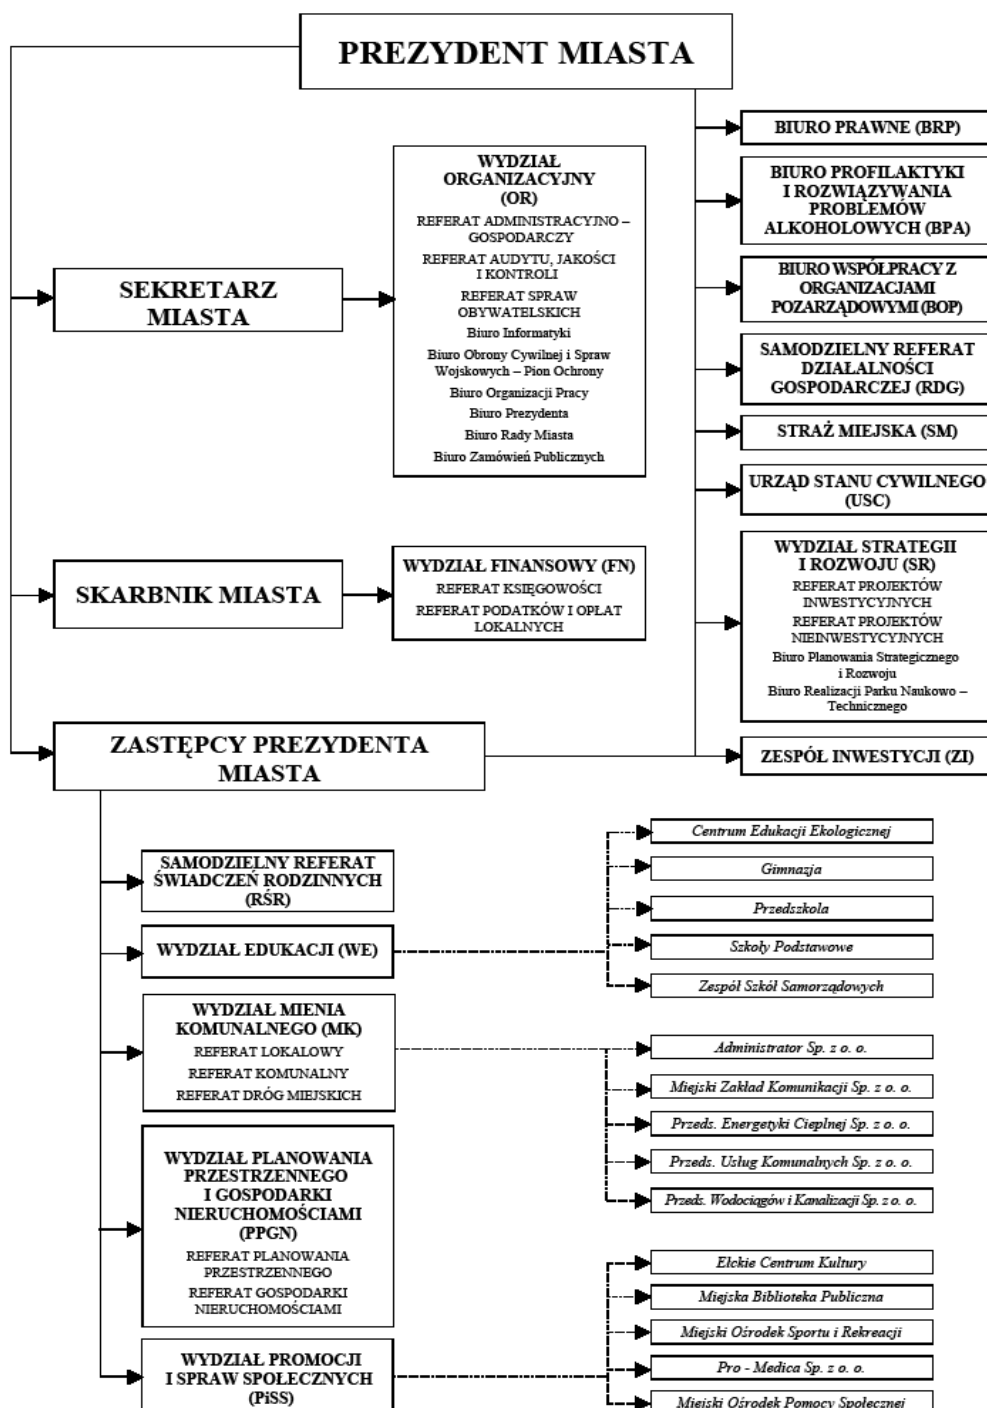 PREZYDENT MIASTA
BIURO PRAWNE (BRP)
BIURO PROFILAKTYKI
I ROZWIĄZYWANIA
PROBLEMÓW
ALKOHOLOWYCH (BPA)
BIURO WSPÓŁPRACY Z
ORGANIZACJAMI
POZARZĄDOWYMI (BOP)
SAMODZIELNY REFERAT
DZIAŁALNOŚCI
GOSPODARCZEJ (RDG)
STRAŻ MIEJSKA (SM)
URZĄD STANU CYWILNEGO
(USC)
WYDZIAŁ STRATEGII
I ROZWOJU (SR)
REFERAT PROJEKTÓW
INWESTYCYJNYCH
REFERAT PROJEKTÓW
NIEINWESTYCYJNYCH
Biuro Planowania Strategicznego
i Rozwoju
Biuro Realizacji Parku Naukowo –
Technicznego
ZESPÓŁ INWESTYCJI (ZI)
SEKRETARZ
MIASTA
WYDZIAŁ
ORGANIZACYJNY
(OR)
REFERAT ADMINISTRACYJNO –
GOSPODARCZY
REFERAT AUDYTU, JAKOŚCI
I KONTROLI
REFERAT SPRAW
OBYWATELSKICH
Biuro Informatyki
Biuro Obrony Cywilnej i Spraw
Wojskowych – Pion Ochrony
Biuro Organizacji Pracy
Biuro Prezydenta
Biuro Rady Miasta
Biuro Zamówień Publicznych
SKARBNIK MIASTA
WYDZIAŁ FINANSOWY (FN)
REFERAT KSIĘGOWOŚCI
REFERAT PODATKÓW I OPŁAT
LOKALNYCH
ZASTĘPCY PREZYDENTA
MIASTA
SAMODZIELNY REFERAT
ŚWIADCZEŃ RODZINNYCH
(RŚR)
WYDZIAŁ EDUKACJI (WE)
Centrum Edukacji Ekologicznej
Gimnazja
Przedszkola
Szkoły Podstawowe
Zespół Szkół Samorządowych
WYDZIAŁ MIENIA
KOMUNALNEGO (MK)
REFERAT LOKALOWY
REFERAT KOMUNALNY
REFERAT DRÓG MIEJSKICH
Administrator Sp. z o. o.
Miejski Zakład Komunikacji Sp. z o. o.
Przeds. Energetyki Cieplnej Sp. z o. o.
Przeds. Usług Komunalnych Sp. z o. o.
Przeds. Wodociągów i Kanalizacji Sp. z o. o.
WYDZIAŁ PLANOWANIA
PRZESTRZENNEGO
I GOSPODARKI
NIERUCHOMOŚCIAMI
(PPGN)
REFERAT PLANOWANIA
PRZESTRZENNEGO
REFERAT GOSPODARKI
NIERUCHOMOŚCIAMI
WYDZIAŁ PROMOCJI
I SPRAW SPOŁECZNYCH
(PiSS)
Ełckie Centrum Kultury
Miejska Biblioteka Publiczna
Miejski Ośrodek Sportu i Rekreacji
Pro - Medica Sp. z o. o.
Miejski Ośrodek Pomocy Społecznej